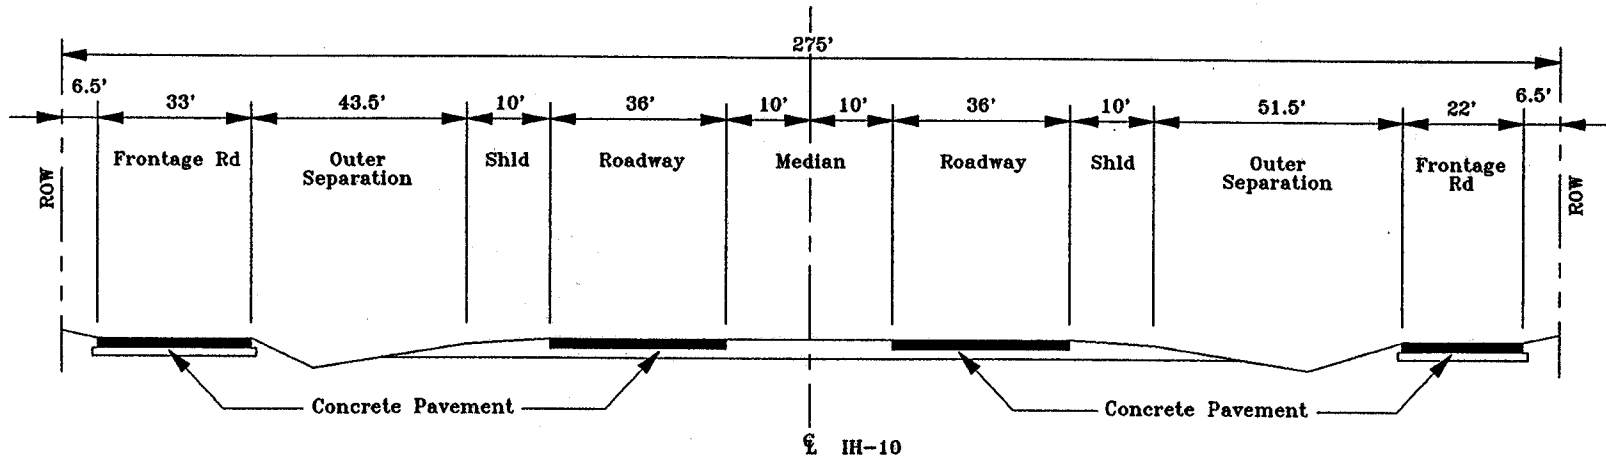 275'
6.5' 33' 43.5' 10' 36' 10' 10' 36' 10' 51.5' 22' 6.5'
Frontage Rd Outer Separation Shld Roadway Median Roadway Shld Outer Separation Frontage Rd
ROW ROW
Concrete Pavement Concrete Pavement
℄ IH-10